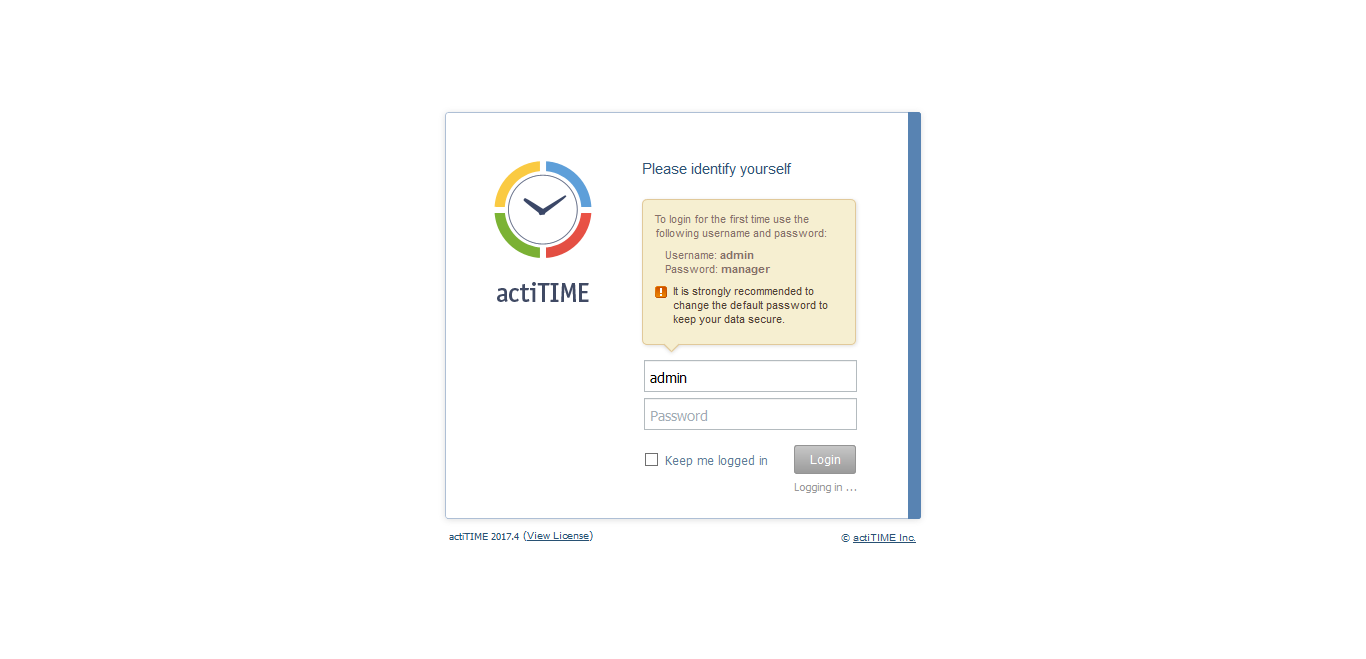 Please identify yourself
To login for the first time use the
following username and password:
Username: admin
Password: manager
It is strongly recommended to
change the default password to
keep your data secure.
actiTIME
admin
Password
Keep me logged in
Login
Logging in ...
actiTIME 2017.4 (View License)
© actiTIME Inc.